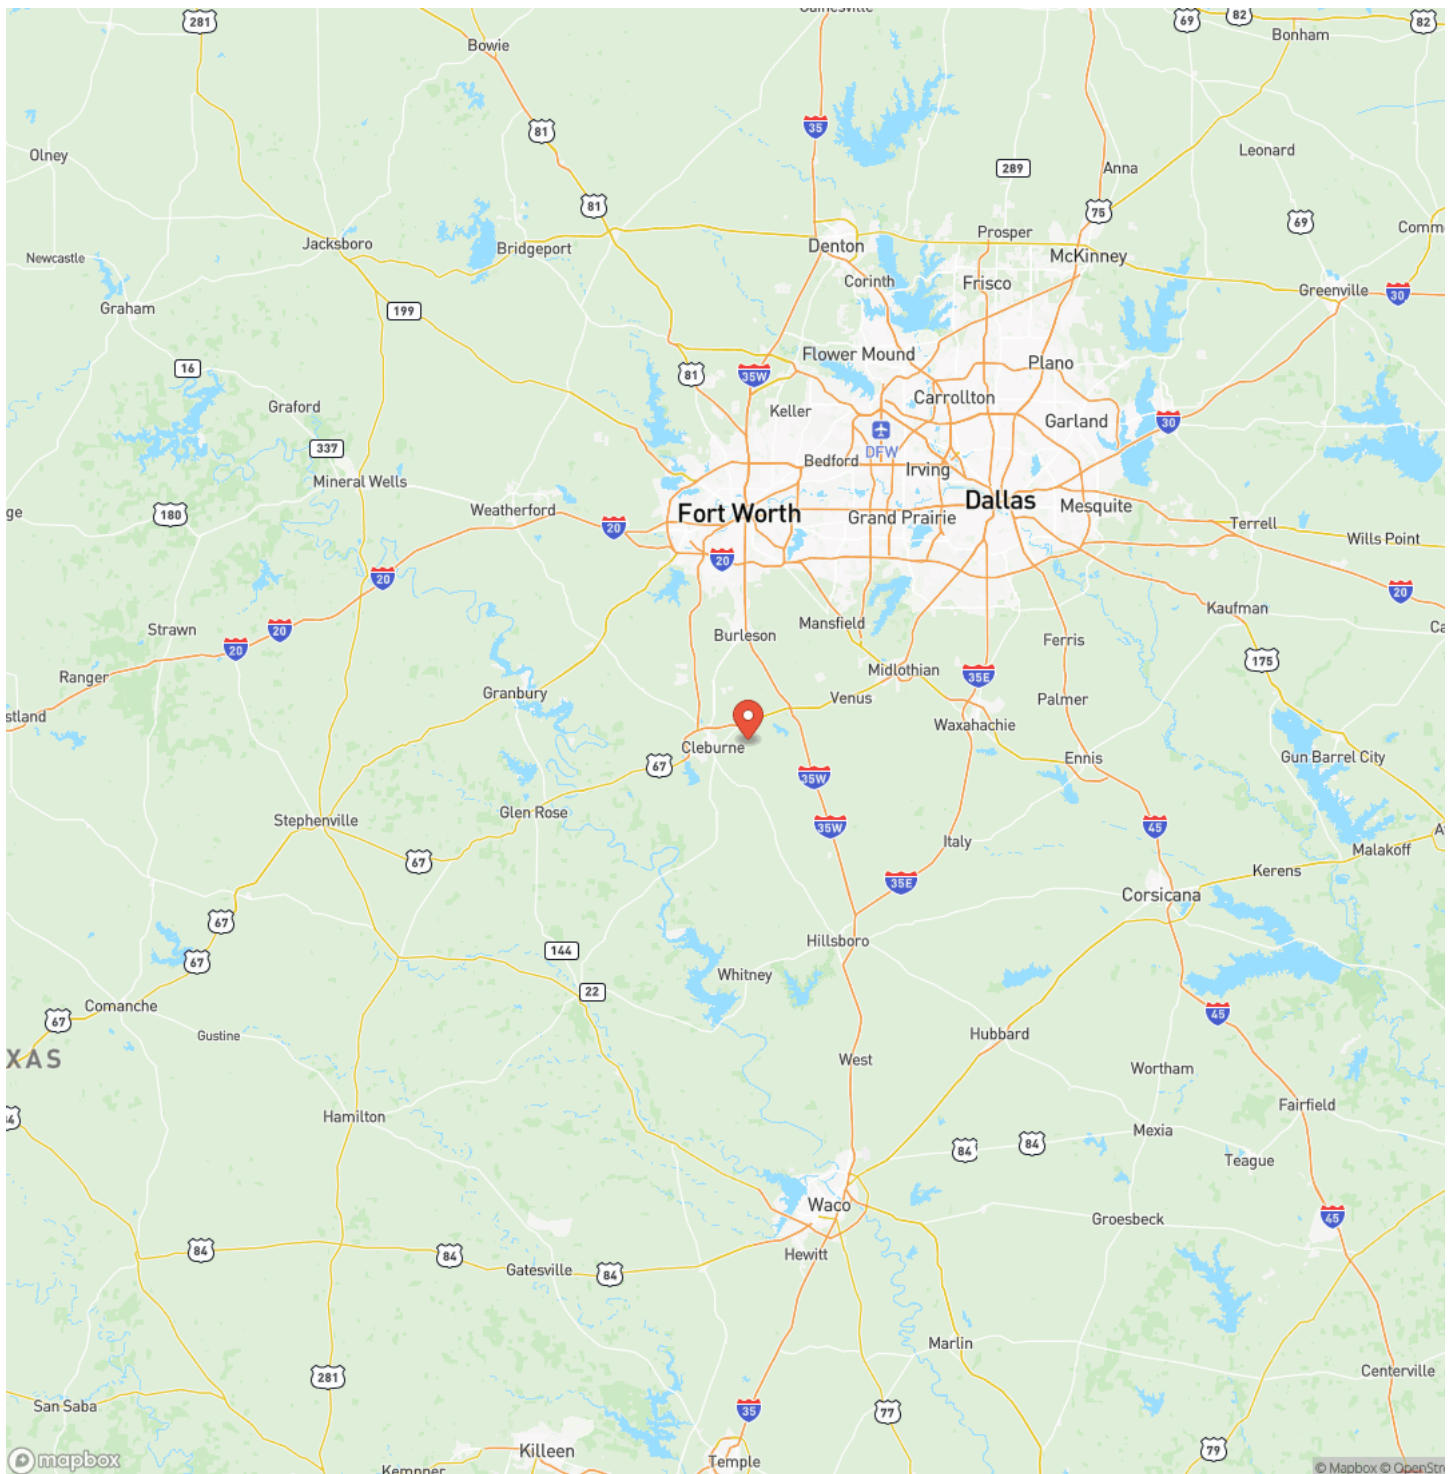 Gainesville
281
69
82
82
Bowie
Bonham
81
35
Olney
Leonard
289
Anna
81
75
69
Jacksboro
Bridgeport
Denton
Prosper
Comm
Newcastle
McKinney
Corinth
Frisco
Greenville
30
Graham
199
Flower Mound
Plano
16
81
35W
Carrollton
Graford
Keller
Garland
30
DFW
337
Bedford
Irving
Mineral Wells
Weatherford
Dallas
Mesquite
ge
180
Fort Worth
Grand Prairie
20
Terrell
Wills Point
20
20
20
Kaufman
Strawn
20
20
Mansfield
Burleson
Ferris
Ca
175
Ranger
Midlothian
35E
Granbury
Venus
Palmer
stland
Waxahachie
Cleburne
67
Ennis
Gun Barrel City
35W
Glen Rose
Stephenville
35W
45
Italy
Malakoff
67
Kerens
35E
Corsicana
67
144
Hillsboro
67
Whitney
22
Comanche
67
45
Gustine
Hubbard
XAS
West
Wortham
84
Hamilton
Fairfield
Mexia
84
84
Teague
Waco
45
Groesbeck
84
84
Hewitt
Gatesville
84
Marlin
281
Centerville
San Saba
35
77
Killeen
79
mapbox
Temple
Kempner
© Mapbox © OpenStre